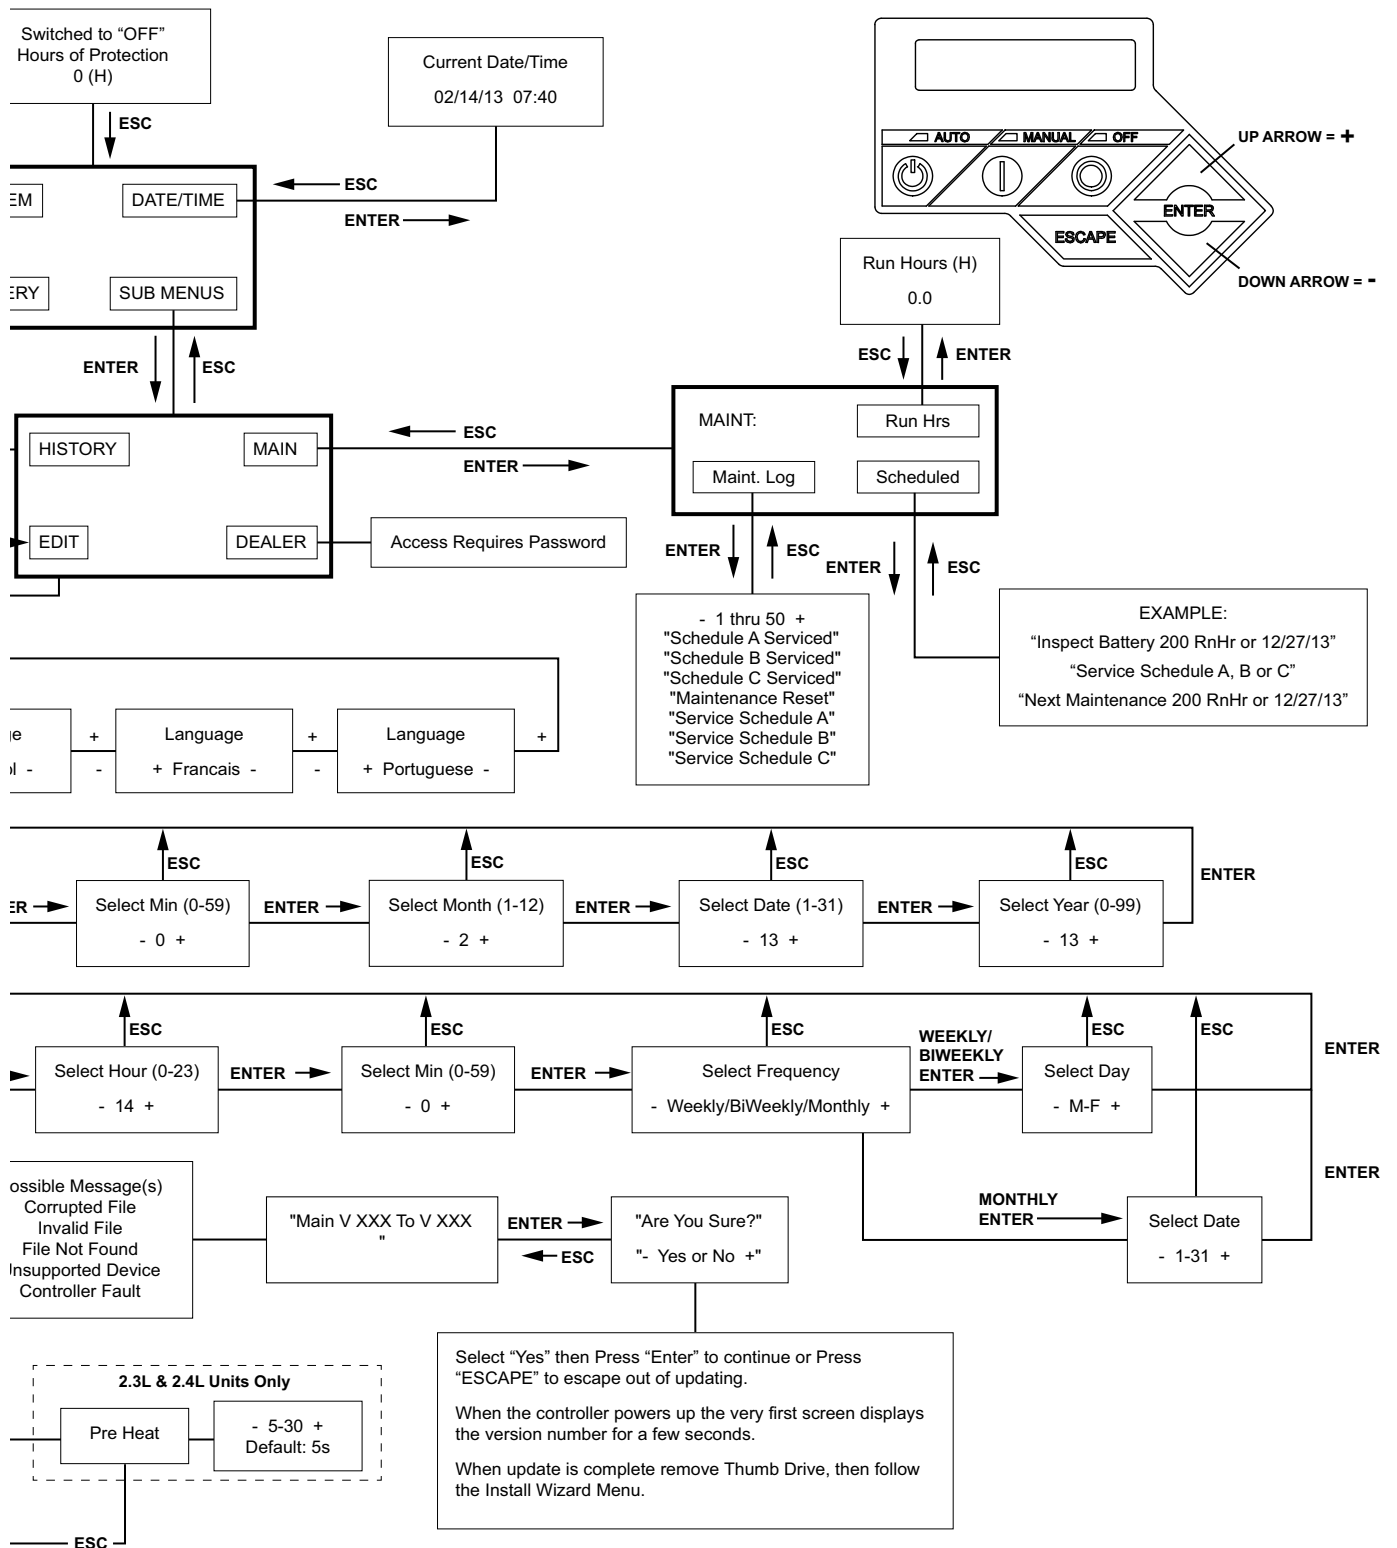 Switched to “OFF”
Hours of Protection
0 (H)
ESC
Current Date/Time
02/14/13 07:40
AUTO
MANUAL
OFF
UP ARROW = +
ENTER
ESCAPE
DOWN ARROW = -
EM
DATE/TIME
ESC
ENTER
ERY
SUB MENUS
ENTER
ESC
Run Hours (H)
0.0
ESC
ENTER
HISTORY
MAIN
ESC
ENTER
EDIT
DEALER
Access Requires Password
MAINT:
Run Hrs
Maint. Log
Scheduled
ENTER
ESC
ENTER
ESC
- 1 thru 50 +
"Schedule A Serviced"
"Schedule B Serviced"
"Schedule C Serviced"
"Maintenance Reset"
"Service Schedule A"
"Service Schedule B"
"Service Schedule C"
EXAMPLE:
“Inspect Battery 200 RnHr or 12/27/13”
“Service Schedule A, B or C”
“Next Maintenance 200 RnHr or 12/27/13”
ge
l -
+
-
Language
+ Francais -
+
-
Language
+ Portuguese -
+
ESC
ESC
ESC
ESC
ENTER
ER
Select Min (0-59)
- 0 +
ENTER
Select Month (1-12)
- 2 +
ENTER
Select Date (1-31)
- 13 +
ENTER
Select Year (0-99)
- 13 +
ESC
ESC
ESC
ESC
ESC
ENTER
Select Hour (0-23)
- 14 +
ENTER
Select Min (0-59)
- 0 +
ENTER
Select Frequency
- Weekly/BiWeekly/Monthly +
WEEKLY/
BIWEEKLY
ENTER
Select Day
- M-F +
ENTER
MONTHLY
ENTER
Select Date
- 1-31 +
ossible Message(s)
Corrupted File
Invalid File
File Not Found
Unsupported Device
Controller Fault
"Main V XXX To V XXX
"
ENTER
ESC
"Are You Sure?"
"- Yes or No +"
Select “Yes” then Press “Enter” to continue or Press
“ESCAPE” to escape out of updating.
When the controller powers up the very first screen displays
the version number for a few seconds.
When update is complete remove Thumb Drive, then follow
the Install Wizard Menu.
2.3L & 2.4L Units Only
Pre Heat
- 5-30 +
Default: 5s
ESC